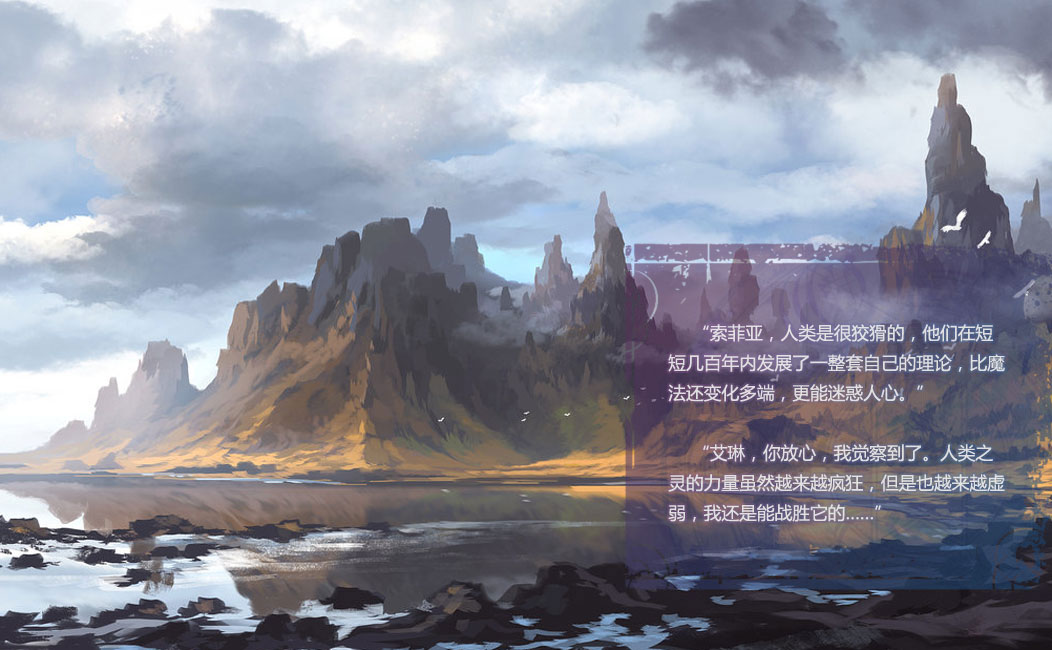 “索菲亚，人类是很狡猾的，他们在短
短几百年内发展了一整套自己的理论，比魔
法还变化多端，更能迷惑人心。”
“艾琳，你放心，我觉察到了。人类之
灵的力量虽然越来越疯狂，但是也越来越虚
弱，我还是能战胜它的……”